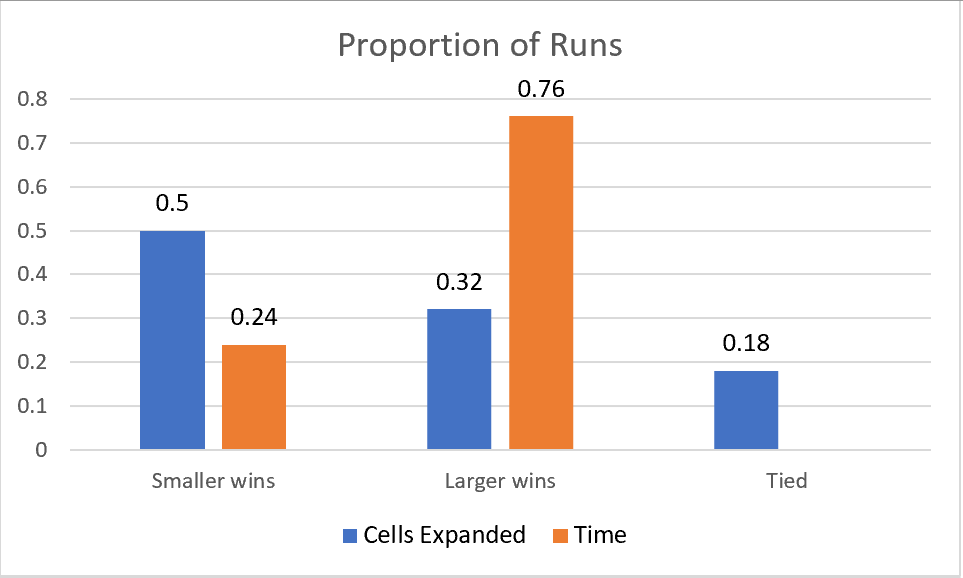 Proportion of Runs
0.8
0.7
0.6
0.5
0.4
0.3
0.2
0.1
0
0.5
0.24
0.32
0.76
0.18
Smaller wins
Larger wins
Tied
Cells Expanded
Time